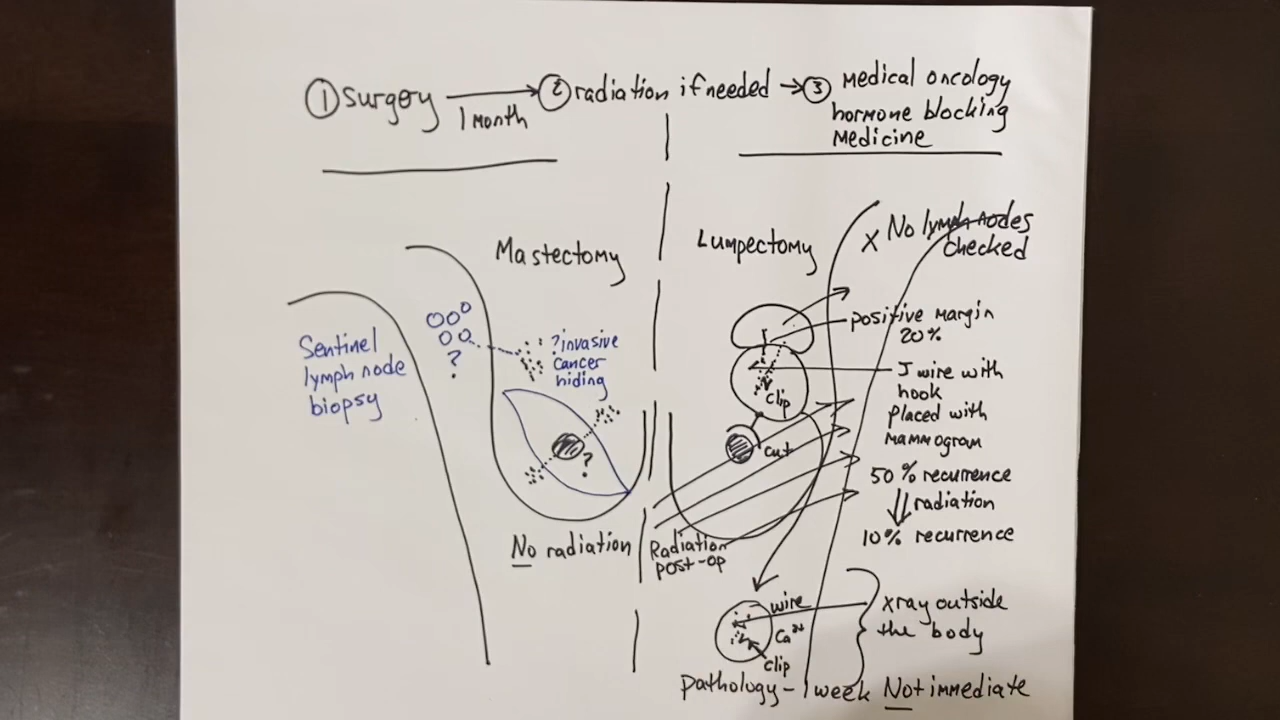 ① surgery → ② radiation if needed → ③ Medical oncology
1 Month
hormone blocking
Medicine
Mastectomy
Sentinel
lymph node
biopsy
?
? invasive
cancer
hiding
?
No radiation
Lumpectomy
X No lymph nodes
checked
positive margin
20%
J wire with
hook
placed with
mammogram
clip
cut
50% recurrence
radiation
10% recurrence
Radiation
post-op
wire
Ca²⁺
clip
xray outside
the body
pathology - 1 week Not immediate